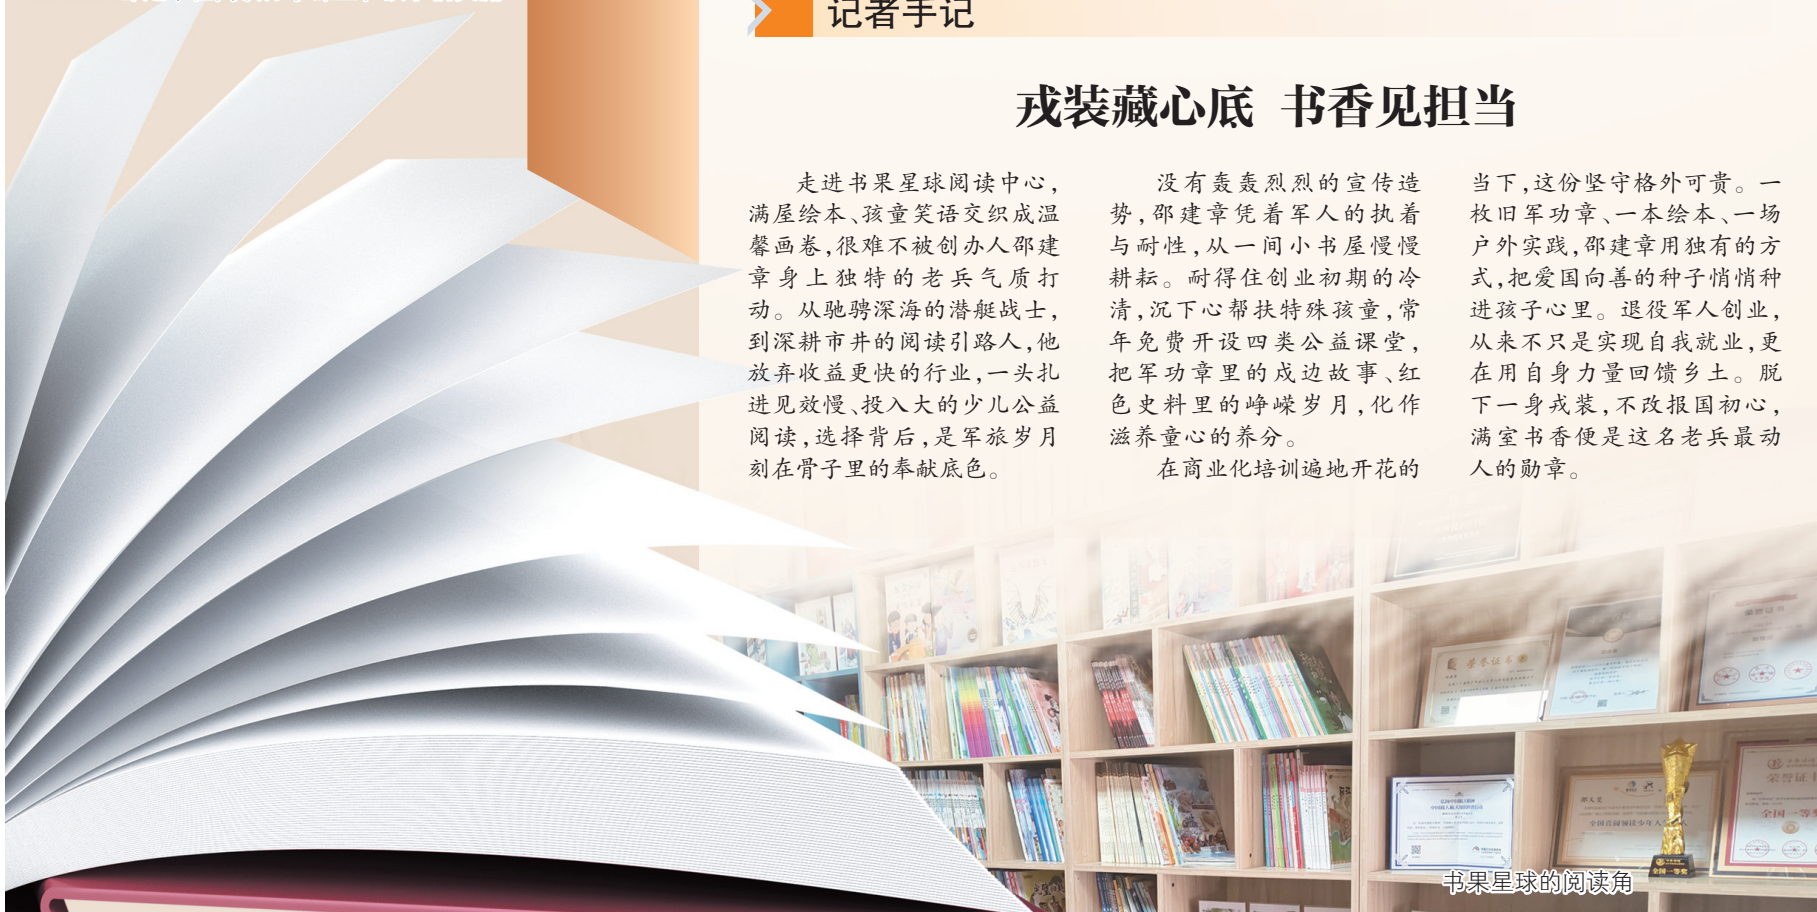 记者手记
戎装藏心底 书香见担当
走进书果星球阅读中心，
满屋绘本、孩童笑语交织成温
馨画卷，很难不被创办人邵建
章身上独特的老兵气质打
动。从驰骋深海的潜艇战士，
到深耕市井的阅读引路人，他
放弃收益更快的行业，一头扎
进见效慢、投入大的少儿公益
阅读，选择背后，是军旅岁月
刻在骨子里的奉献底色。
没有轰轰烈烈的宣传造
势，邵建章凭着军人的执着
与耐性，从一间小书屋慢慢
耕耘。耐得住创业初期的冷
清，沉下心帮扶特殊孩童，常
年免费开设四类公益课堂，
把军功章里的戍边故事、红
色史料里的峥嵘岁月，化作
滋养童心的养分。
在商业化培训遍地开花的
当下，这份坚守格外可贵。一
枚旧军功章、一本绘本、一场
户外实践，邵建章用独有的方
式，把爱国向善的种子悄悄种
进孩子心里。退役军人创业，
从来不只是实现自我就业，更
在用自身力量回馈乡土。脱
下一身戎装，不改报国初心，
满室书香便是这名老兵最动
人的勋章。
荣誉证书
全国一等奖
书果星球的阅读角